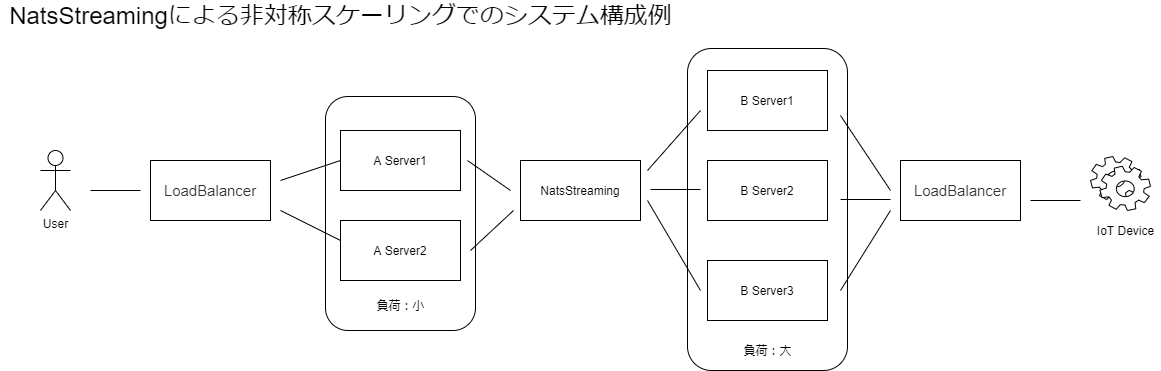 NatsStreamingによる非対称スケーリングでのシステム構成例
User
LoadBalancer
A Server1
A Server2
負荷：小
NatsStreaming
B Server1
B Server2
B Server3
負荷：大
LoadBalancer
IoT Device